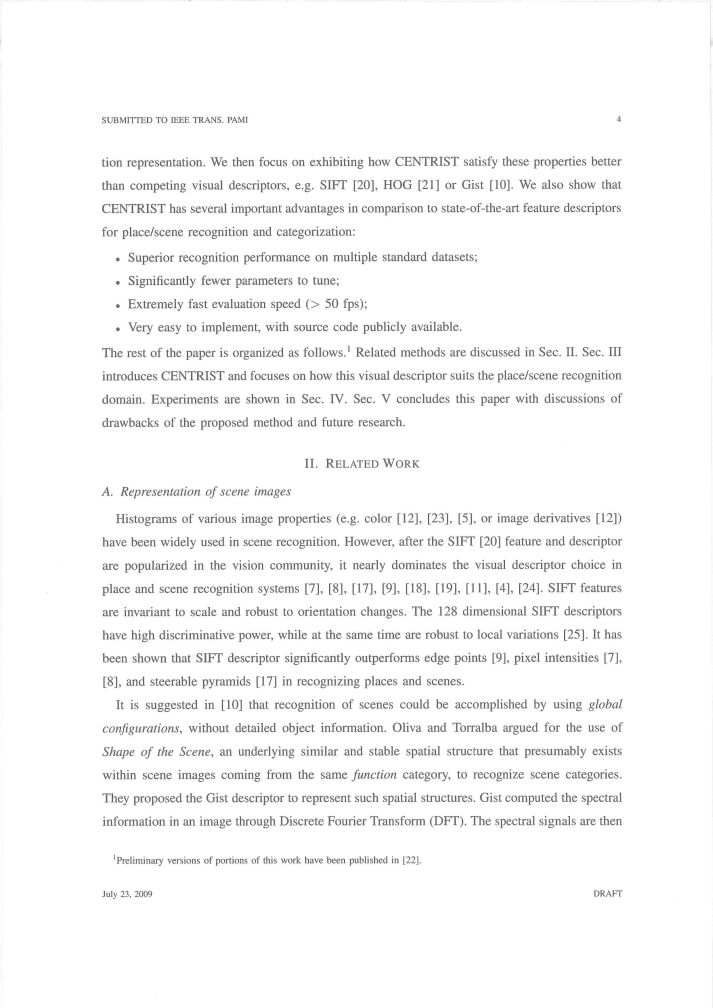 SUBMITTED TO IEEE TRANS. PAMI 4
tion representation. We then focus on exhibiting how CENTRIST satisfy these properties better
than competing visual descriptors, e.g. SIFT [20], HOG [21] or Gist [10]. We also show that
CENTRIST has several important advantages in comparison to state-of-the-art feature descriptors
for place/scene recognition and categorization:
• Superior recognition performance on multiple standard datasets;
• Significantly fewer parameters to tune;
• Extremely fast evaluation speed (> 50 fps);
• Very easy to implement, with source code publicly available.
The rest of the paper is organized as follows.¹ Related methods are discussed in Sec. II. Sec. III
introduces CENTRIST and focuses on how this visual descriptor suits the place/scene recognition
domain. Experiments are shown in Sec. IV. Sec. V concludes this paper with discussions of
drawbacks of the proposed method and future research.
II. RELATED WORK
A. Representation of scene images
Histograms of various image properties (e.g. color [12], [23], [5], or image derivatives [12])
have been widely used in scene recognition. However, after the SIFT [20] feature and descriptor
are popularized in the vision community, it nearly dominates the visual descriptor choice in
place and scene recognition systems [7], [8], [17], [9], [18], [19], [11], [4], [24]. SIFT features
are invariant to scale and robust to orientation changes. The 128 dimensional SIFT descriptors
have high discriminative power, while at the same time are robust to local variations [25]. It has
been shown that SIFT descriptor significantly outperforms edge points [9], pixel intensities [7],
[8], and steerable pyramids [17] in recognizing places and scenes.
It is suggested in [10] that recognition of scenes could be accomplished by using global
configurations, without detailed object information. Oliva and Torralba argued for the use of
Shape of the Scene, an underlying similar and stable spatial structure that presumably exists
within scene images coming from the same function category, to recognize scene categories.
They proposed the Gist descriptor to represent such spatial structures. Gist computed the spectral
information in an image through Discrete Fourier Transform (DFT). The spectral signals are then
¹Preliminary versions of portions of this work have been published in [22].
July 23, 2009 DRAFT